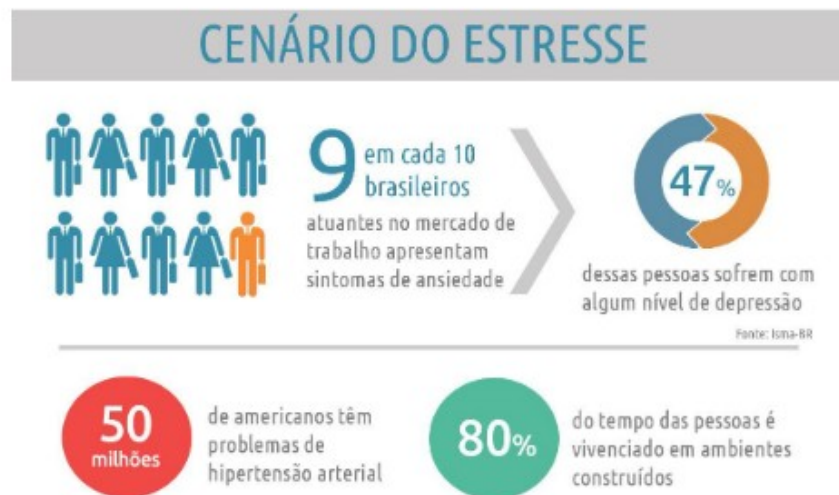 CENÁRIO DO ESTRESSE
9 em cada 10
brasileiros
atuantes no mercado de
trabalho apresentam
sintomas de ansiedade
47%
dessas pessoas sofrem com
algum nível de depressão
Fonte: Isma-BR
50
milhões
de americanos têm
problemas de
hipertensão arterial
80%
do tempo das pessoas é
vivenciado em ambientes
construídos